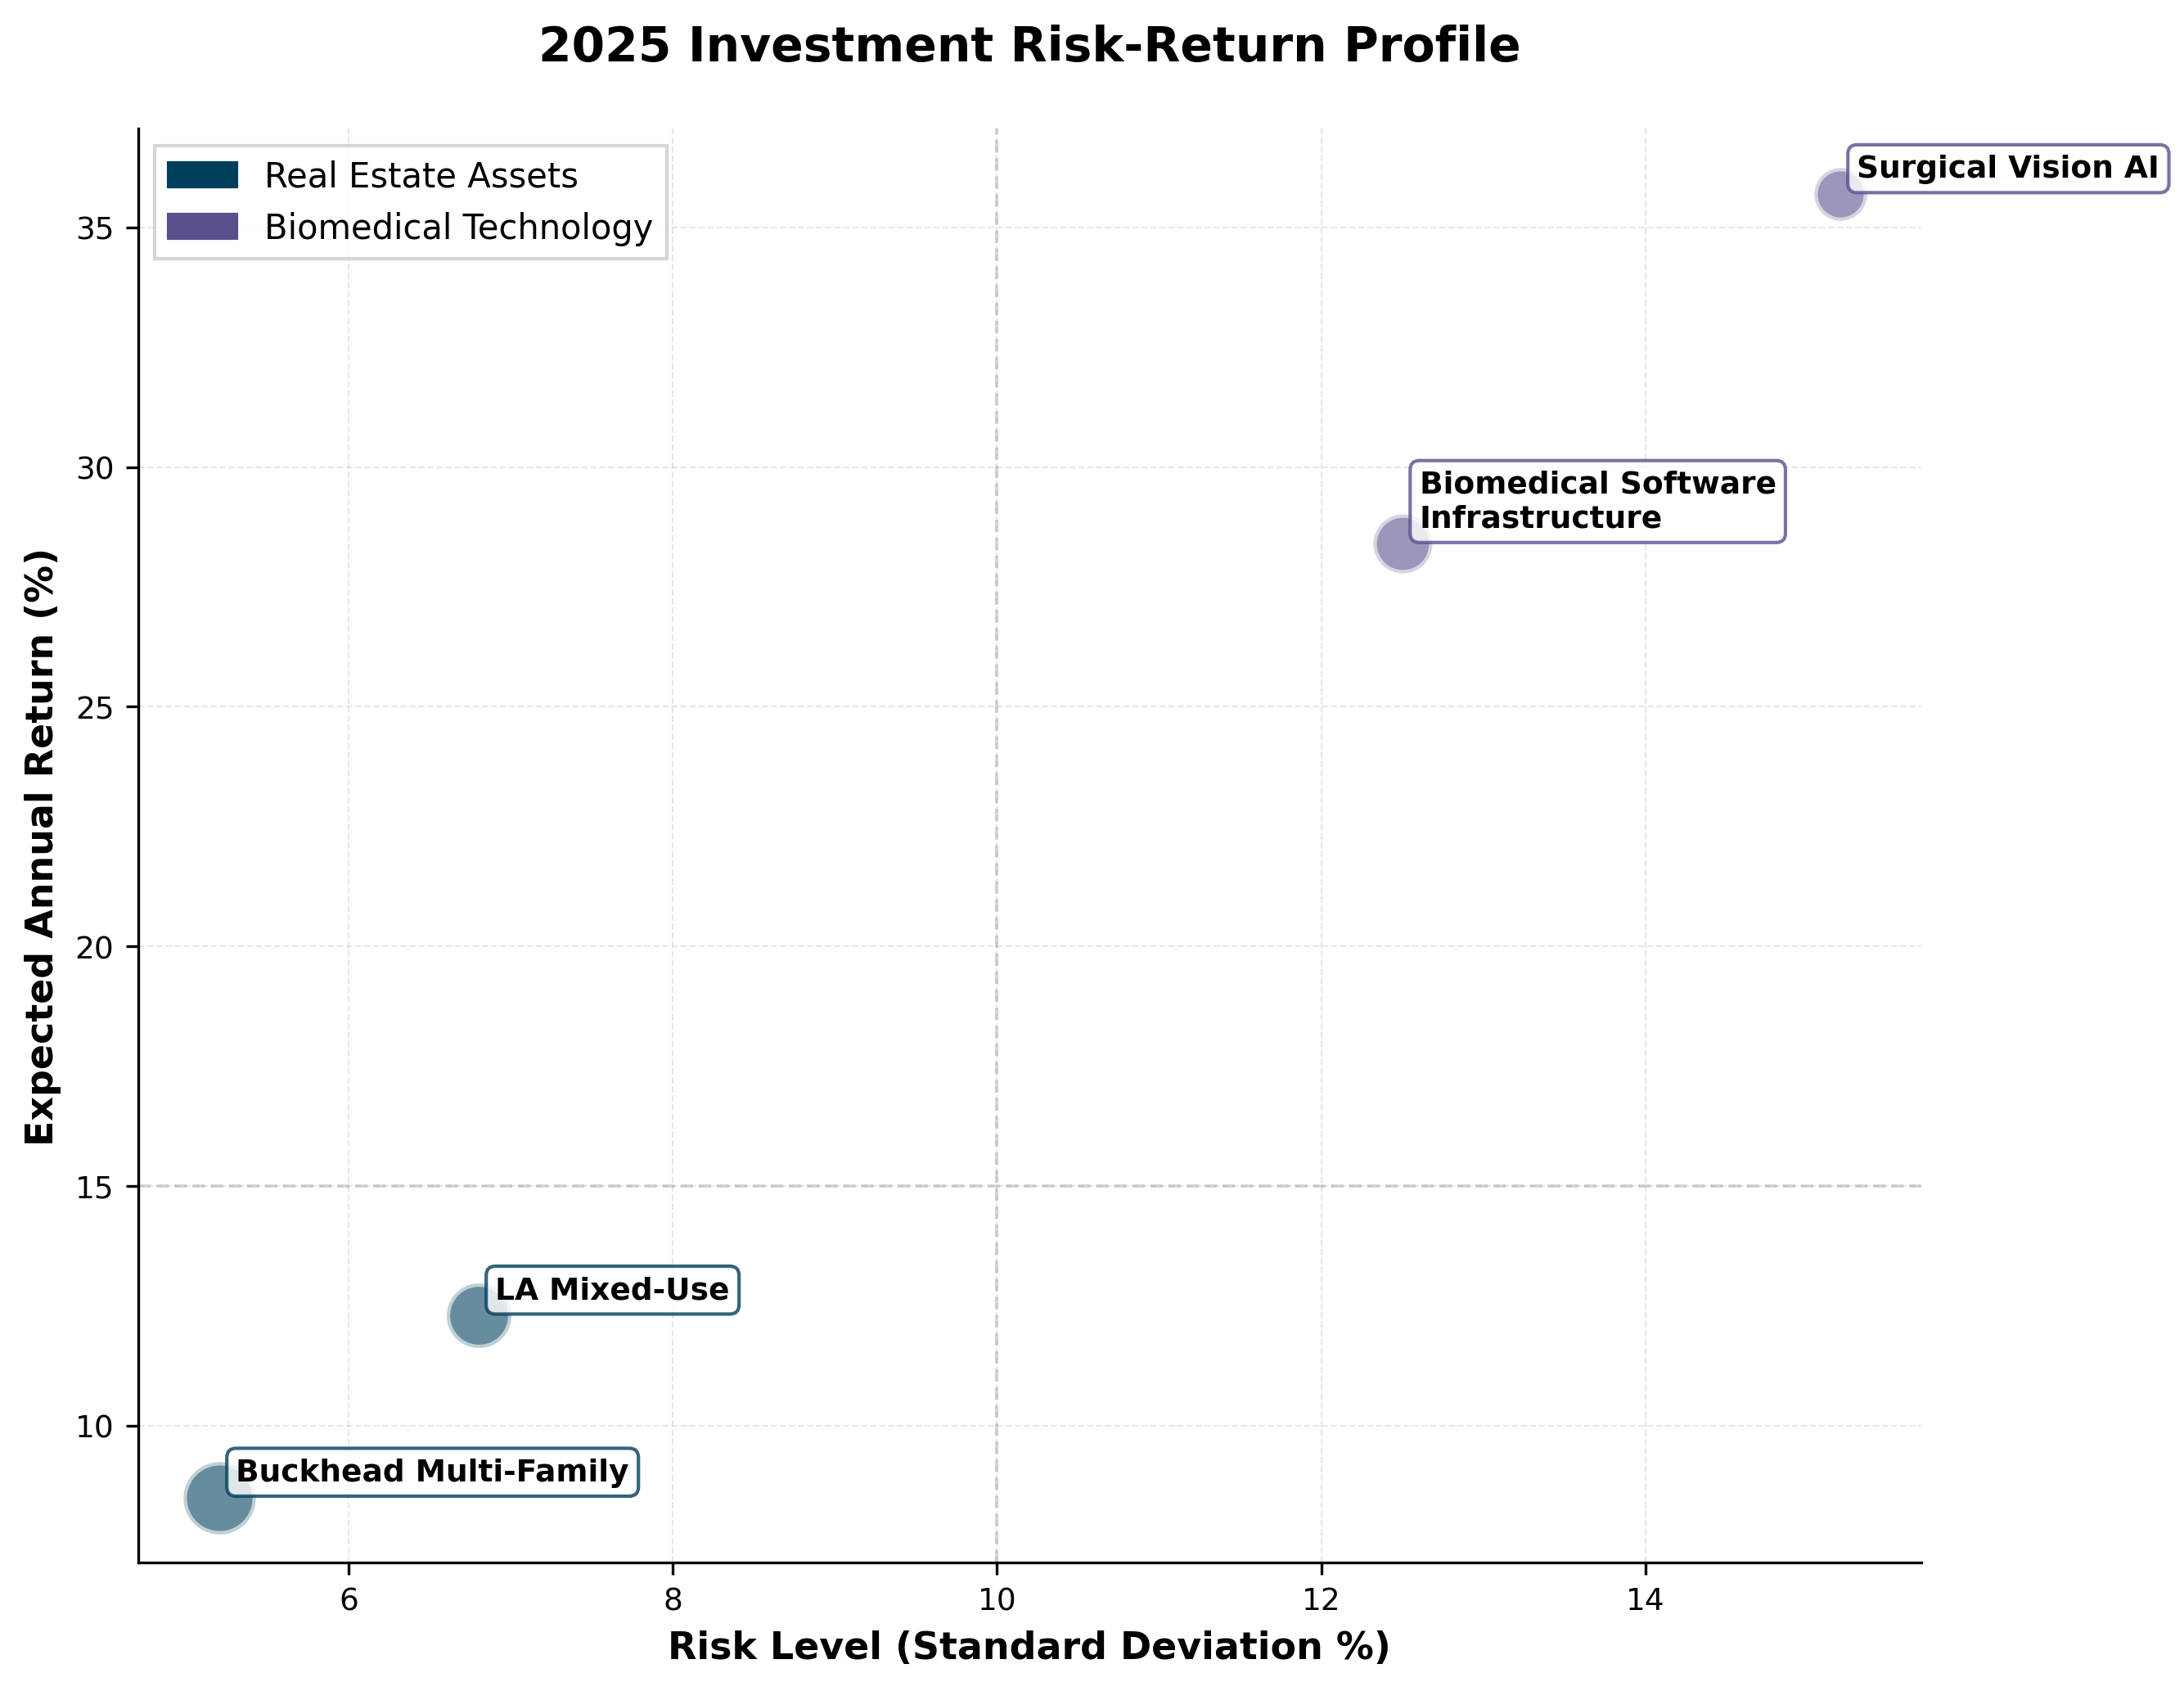 2025 Investment Risk-Return Profile
Real Estate Assets
Biomedical Technology
Surgical Vision AI
Biomedical Software
Infrastructure
LA Mixed-Use
Buckhead Multi-Family
Expected Annual Return (%)
35
30
25
20
15
10
6
8
10
12
14
Risk Level (Standard Deviation %)